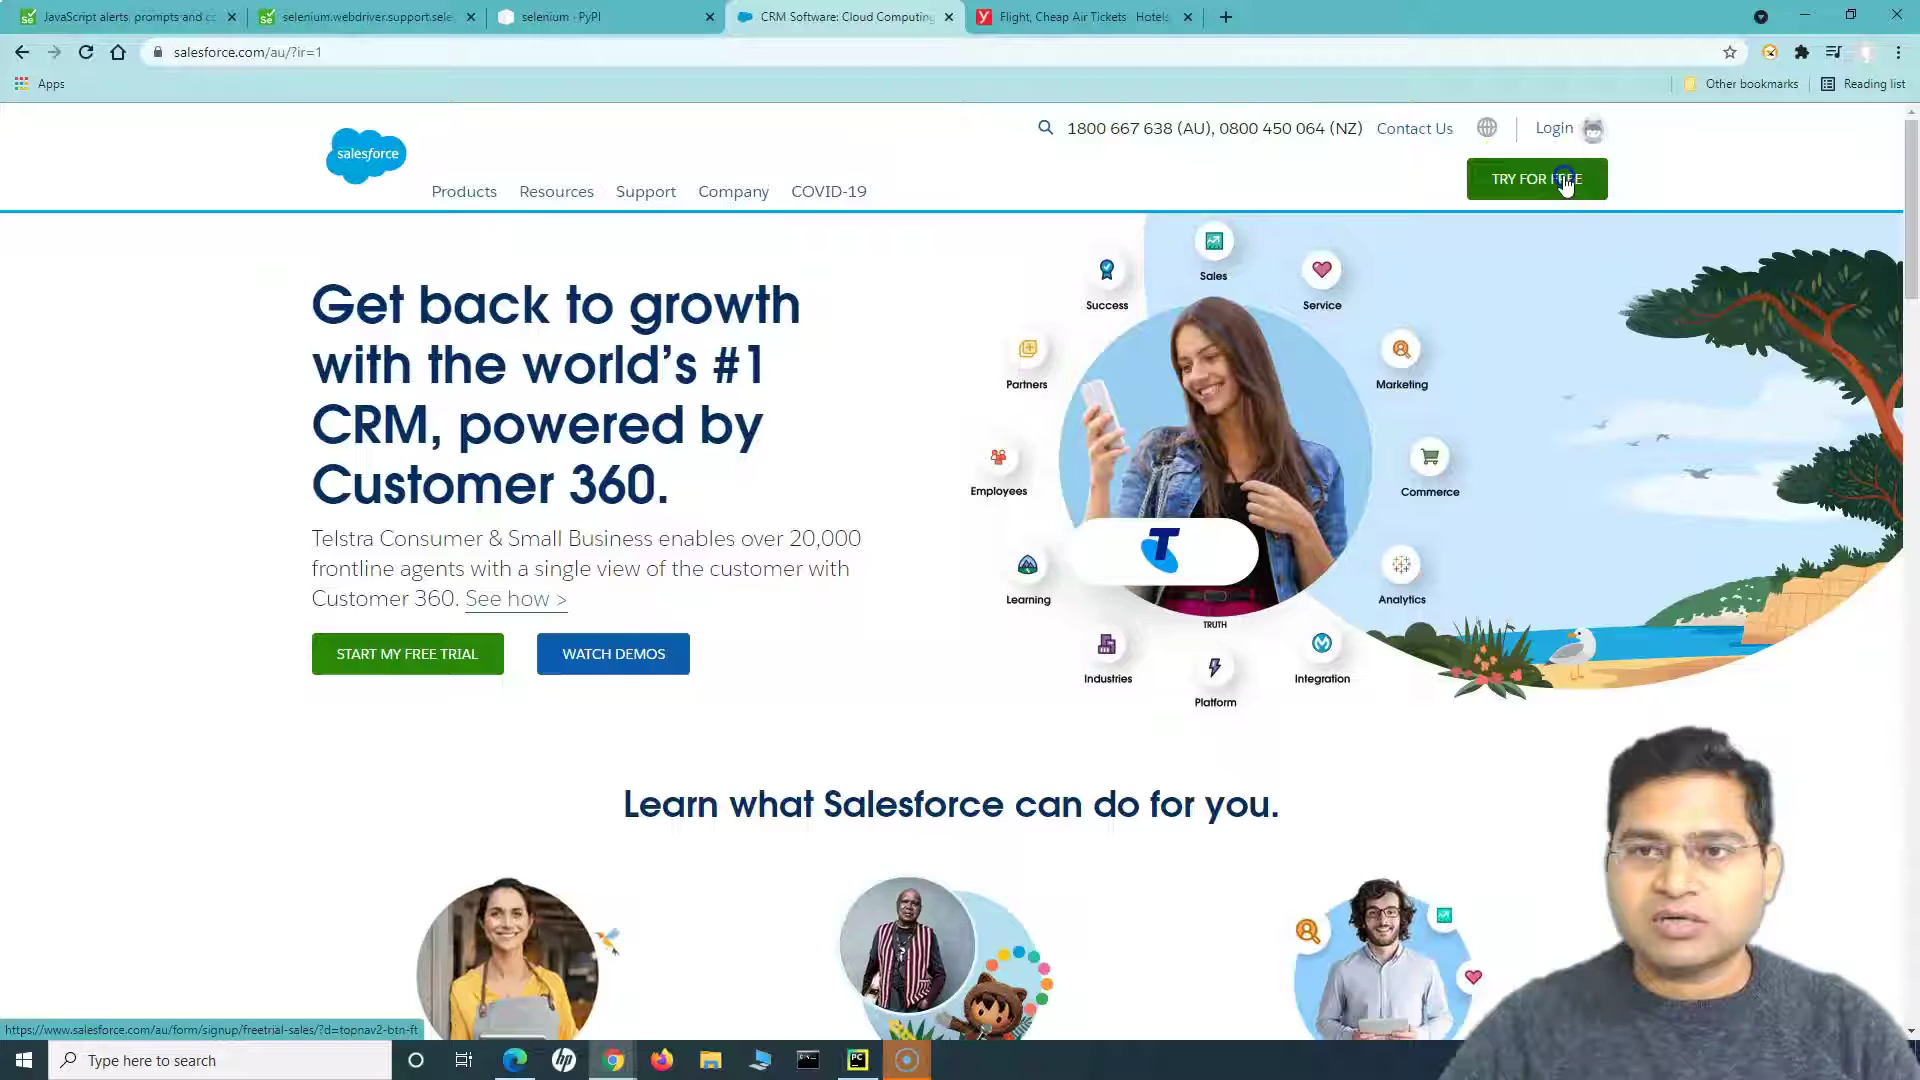 JavaScript alerts, prompts and cc
selenium.webdriver.support.sele
selenium · PyPI
CRM Software: Cloud Computing
Flight, Cheap Air Tickets Hotels
salesforce.com/au/?ir=1
Apps
Other bookmarks
Reading list
1800 667 638 (AU), 0800 450 064 (NZ)
Contact Us
Login
salesforce
TRY FOR FREE
Products
Resources
Support
Company
COVID-19
Get back to growth
with the world's #1
CRM, powered by
Customer 360.
Telstra Consumer & Small Business enables over 20,000
frontline agents with a single view of the customer with
Customer 360. See how >
START MY FREE TRIAL
WATCH DEMOS
Sales
Success
Service
Partners
Marketing
Employees
Commerce
T
Learning
Analytics
TRUTH
Industries
Integration
Platform
Learn what Salesforce can do for you.
https://www.salesforce.com/au/form/signup/freetrial-sales/?d=topnav2-btn-ft
Type here to search
hp
PC